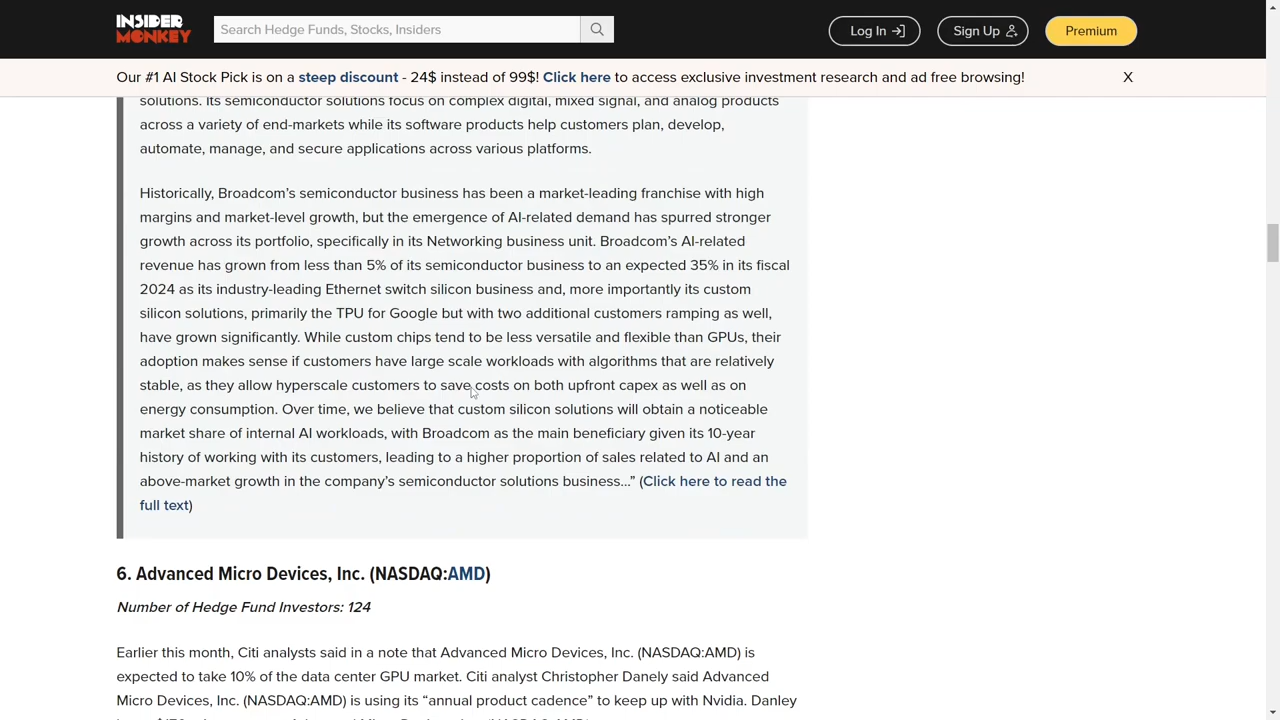 INSIDER
MONKEY
Search Hedge Funds, Stocks, Insiders
Log In
Sign Up
Premium
Our #1 AI Stock Pick is on a steep discount - 24$ instead of 99$! Click here to access exclusive investment research and ad free browsing!
X
solutions. Its semiconductor solutions focus on complex digital, mixed signal, and analog products
across a variety of end-markets while its software products help customers plan, develop,
automate, manage, and secure applications across various platforms.
Historically, Broadcom’s semiconductor business has been a market-leading franchise with high
margins and market-level growth, but the emergence of AI-related demand has spurred stronger
growth across its portfolio, specifically in its Networking business unit. Broadcom’s AI-related
revenue has grown from less than 5% of its semiconductor business to an expected 35% in its fiscal
2024 as its industry-leading Ethernet switch silicon business and, more importantly its custom
silicon solutions, primarily the TPU for Google but with two additional customers ramping as well,
have grown significantly. While custom chips tend to be less versatile and flexible than GPUs, their
adoption makes sense if customers have large scale workloads with algorithms that are relatively
stable, as they allow hyperscale customers to save costs on both upfront capex as well as on
energy consumption. Over time, we believe that custom silicon solutions will obtain a noticeable
market share of internal AI workloads, with Broadcom as the main beneficiary given its 10-year
history of working with its customers, leading to a higher proportion of sales related to AI and an
above-market growth in the company’s semiconductor solutions business…” (Click here to read the
full text)
6. Advanced Micro Devices, Inc. (NASDAQ:AMD)
Number of Hedge Fund Investors: 124
Earlier this month, Citi analysts said in a note that Advanced Micro Devices, Inc. (NASDAQ:AMD) is
expected to take 10% of the data center GPU market. Citi analyst Christopher Danely said Advanced
Micro Devices, Inc. (NASDAQ:AMD) is using its “annual product cadence” to keep up with Nvidia. Danley